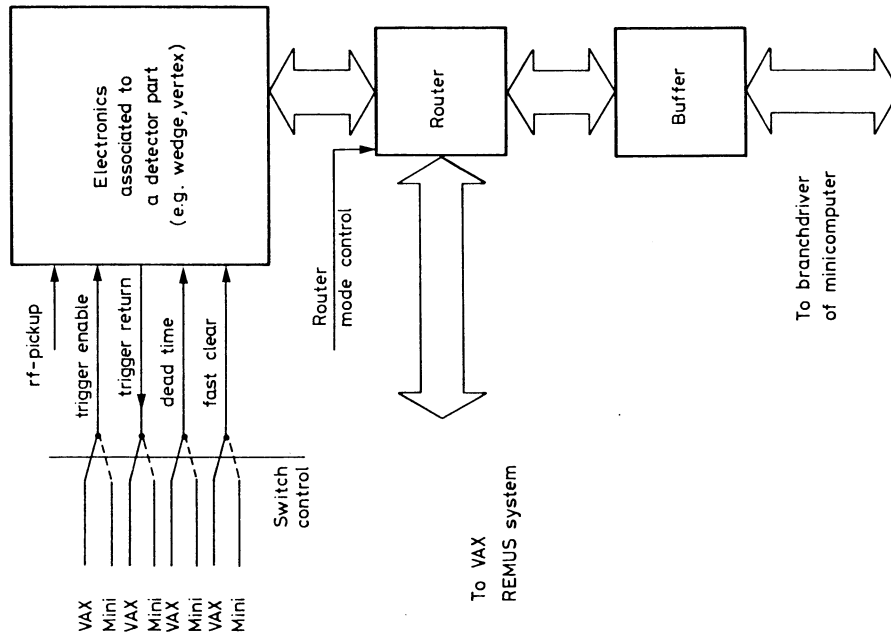 Electronics
associated to
a detector part
(e.g. wedge,vertex)
Router
Buffer
rf-pickup
trigger enable
trigger return
dead time
fast clear
Router
mode control
To branchdriver
of minicomputer
Switch
control
To VAX
REMUS system
VAX
Mini
VAX
Mini
VAX
Mini
VAX
Mini